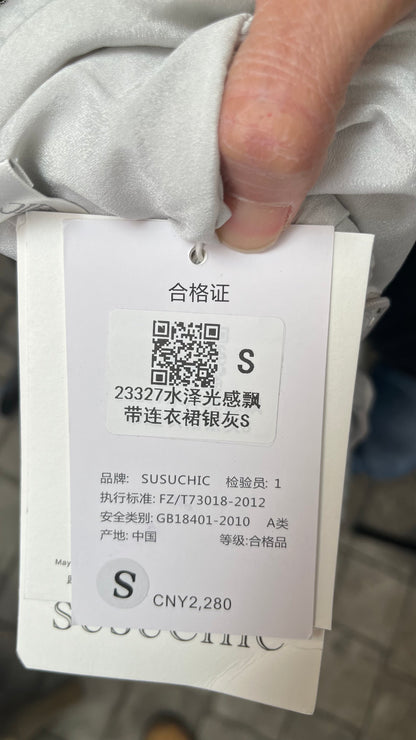 合格证
S
23327水泽光感飘
带连衣裙银灰S
品牌: SUSUCHIC 检验员: 1
执行标准: FZ/T73018-2012
安全类别: GB18401-2010 A类
产地: 中国 等级:合格品
S
CNY2,280
May
SUSUCHIC